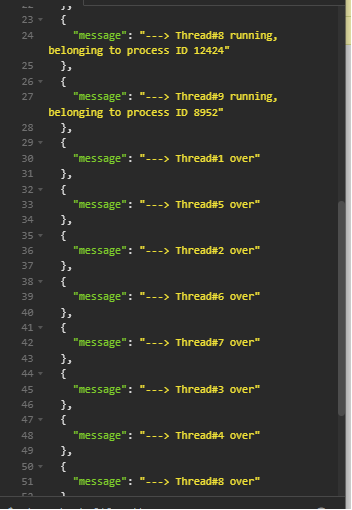 23 {
24 "message": "---> Thread#8 running,
belonging to process ID 12424"
25 },
26 {
27 "message": "---> Thread#9 running,
belonging to process ID 8952"
28 },
29 {
30 "message": "---> Thread#1 over"
31 },
32 {
33 "message": "---> Thread#5 over"
34 },
35 {
36 "message": "---> Thread#2 over"
37 },
38 {
39 "message": "---> Thread#6 over"
40 },
41 {
42 "message": "---> Thread#7 over"
43 },
44 {
45 "message": "---> Thread#3 over"
46 },
47 {
48 "message": "---> Thread#4 over"
49 },
50 {
51 "message": "---> Thread#8 over"